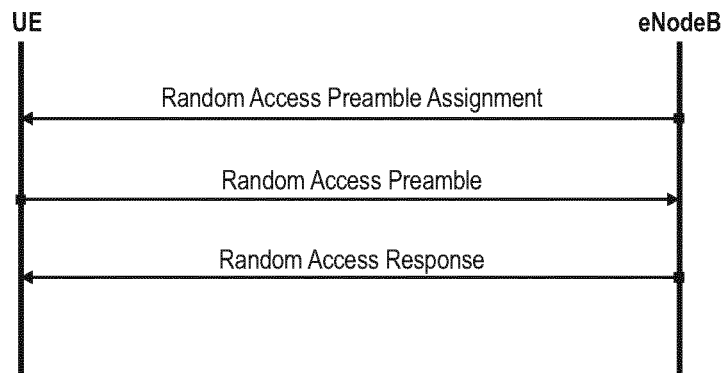 UE
eNodeB
Random Access Preamble Assignment
Random Access Preamble
Random Access Response